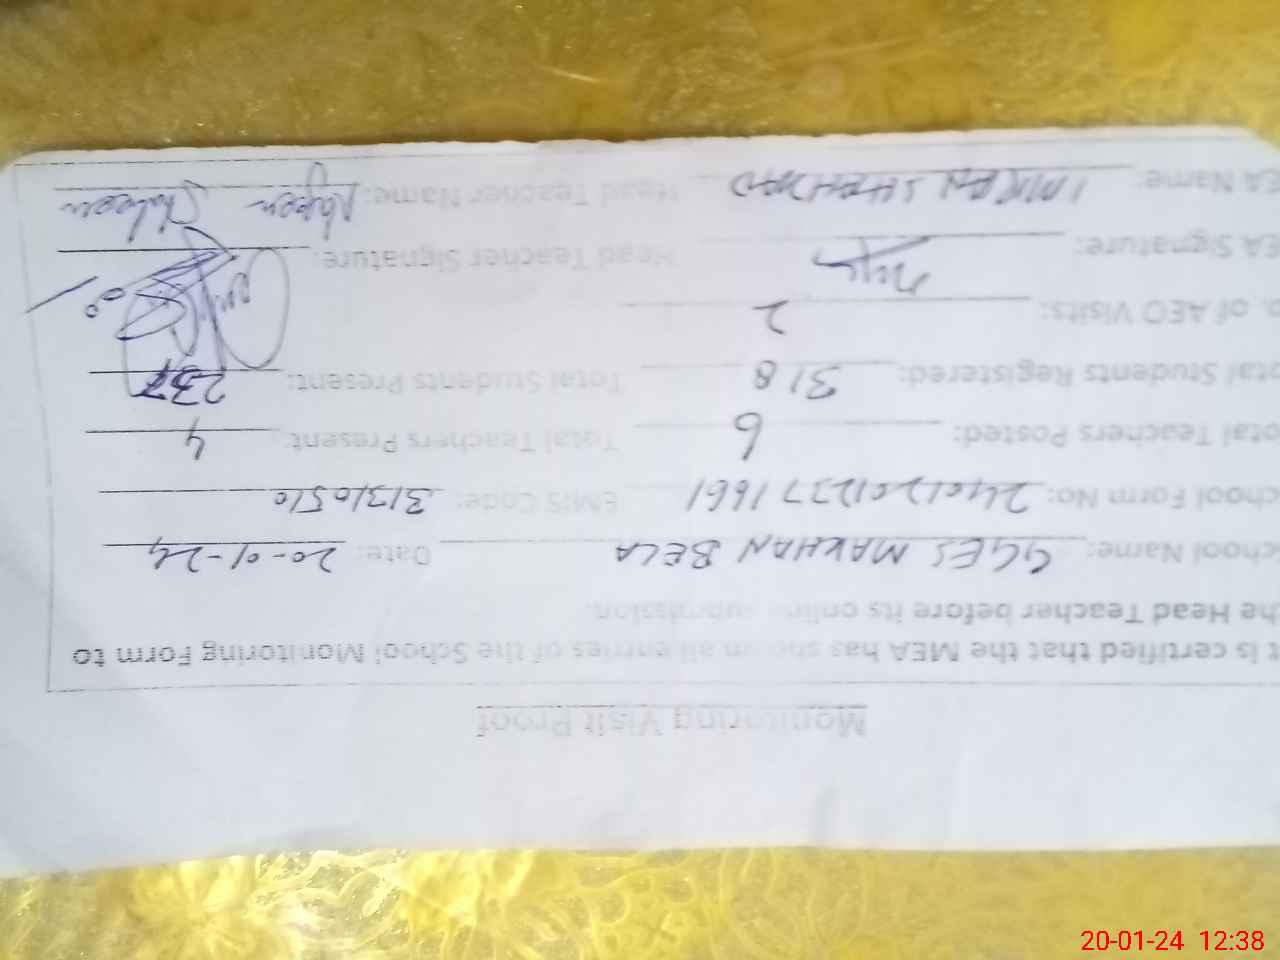 Monitoring Visit Proof
t is certified that the MEA has shown all entries of the School Monitoring Form to
he Head Teacher before its online submission.
chool Name: GGES MAKHAN BELA Date: 20-01-24
chool Form No: EMIS Code: 31310510
otal Teachers Posted: 6 Total Teachers Present: 4
otal Students Registered: 318 Total Students Present: 237
o. of AEO Visits: 2
EA Signature: Head Teacher Signature:
EA Name: IMRAN SHAHZAD Head Teacher Name:
20-01-24 12:38